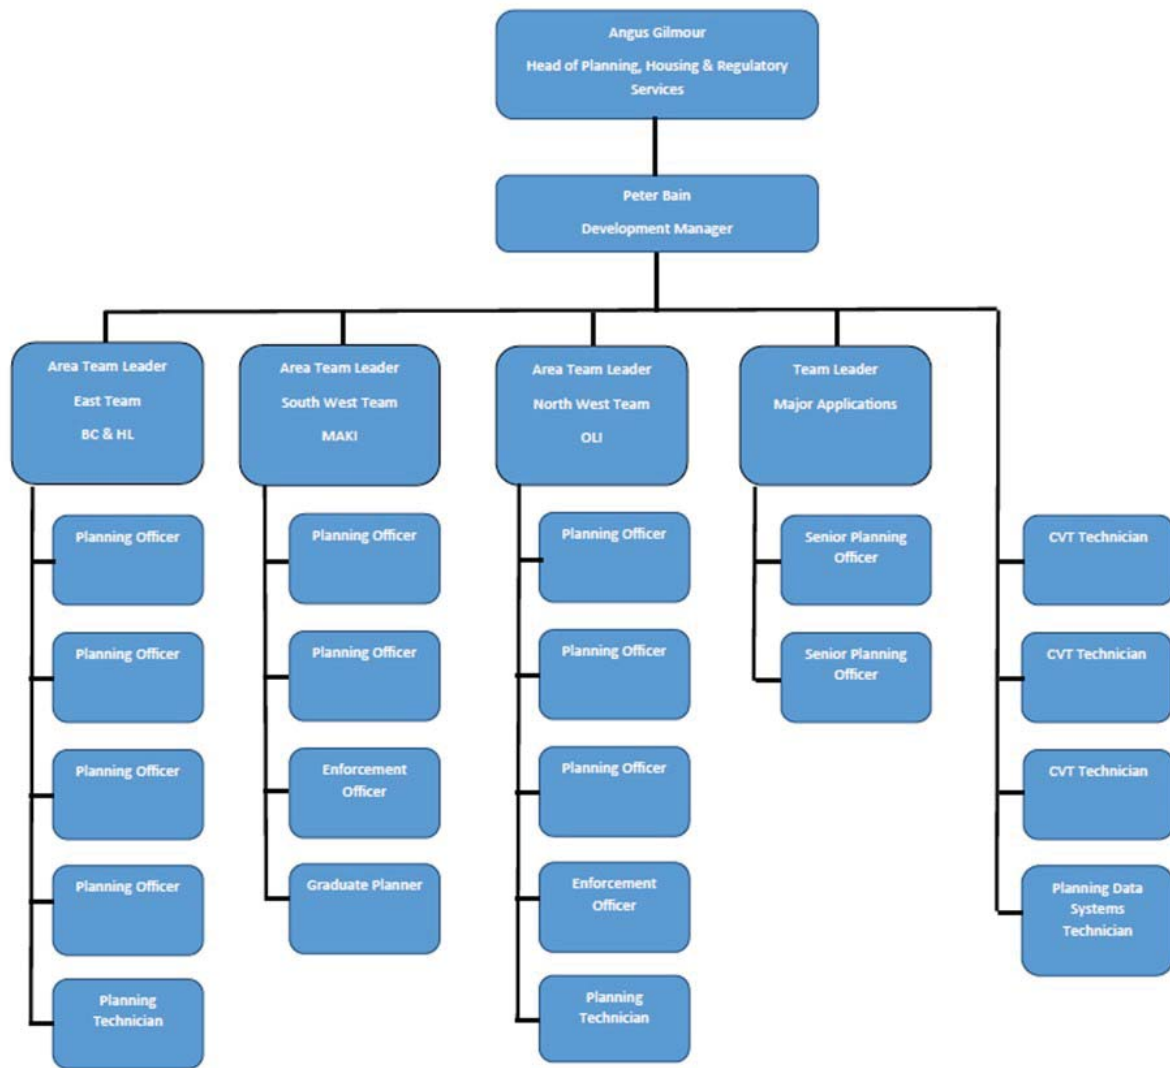 Angus Gilmour
Head of Planning, Housing & Regulatory
Services
Peter Bain
Development Manager
Area Team Leader
East Team
BC & HL
Area Team Leader
South West Team
MAKI
Area Team Leader
North West Team
OLI
Team Leader
Major Applications
Planning Officer
Planning Officer
Planning Officer
Planning Officer
Planning
Technician
Planning Officer
Planning Officer
Enforcement
Officer
Graduate Planner
Planning Officer
Planning Officer
Planning Officer
Enforcement
Officer
Planning
Technician
Senior Planning
Officer
Senior Planning
Officer
CVT Technician
CVT Technician
CVT Technician
Planning Data
Systems
Technician